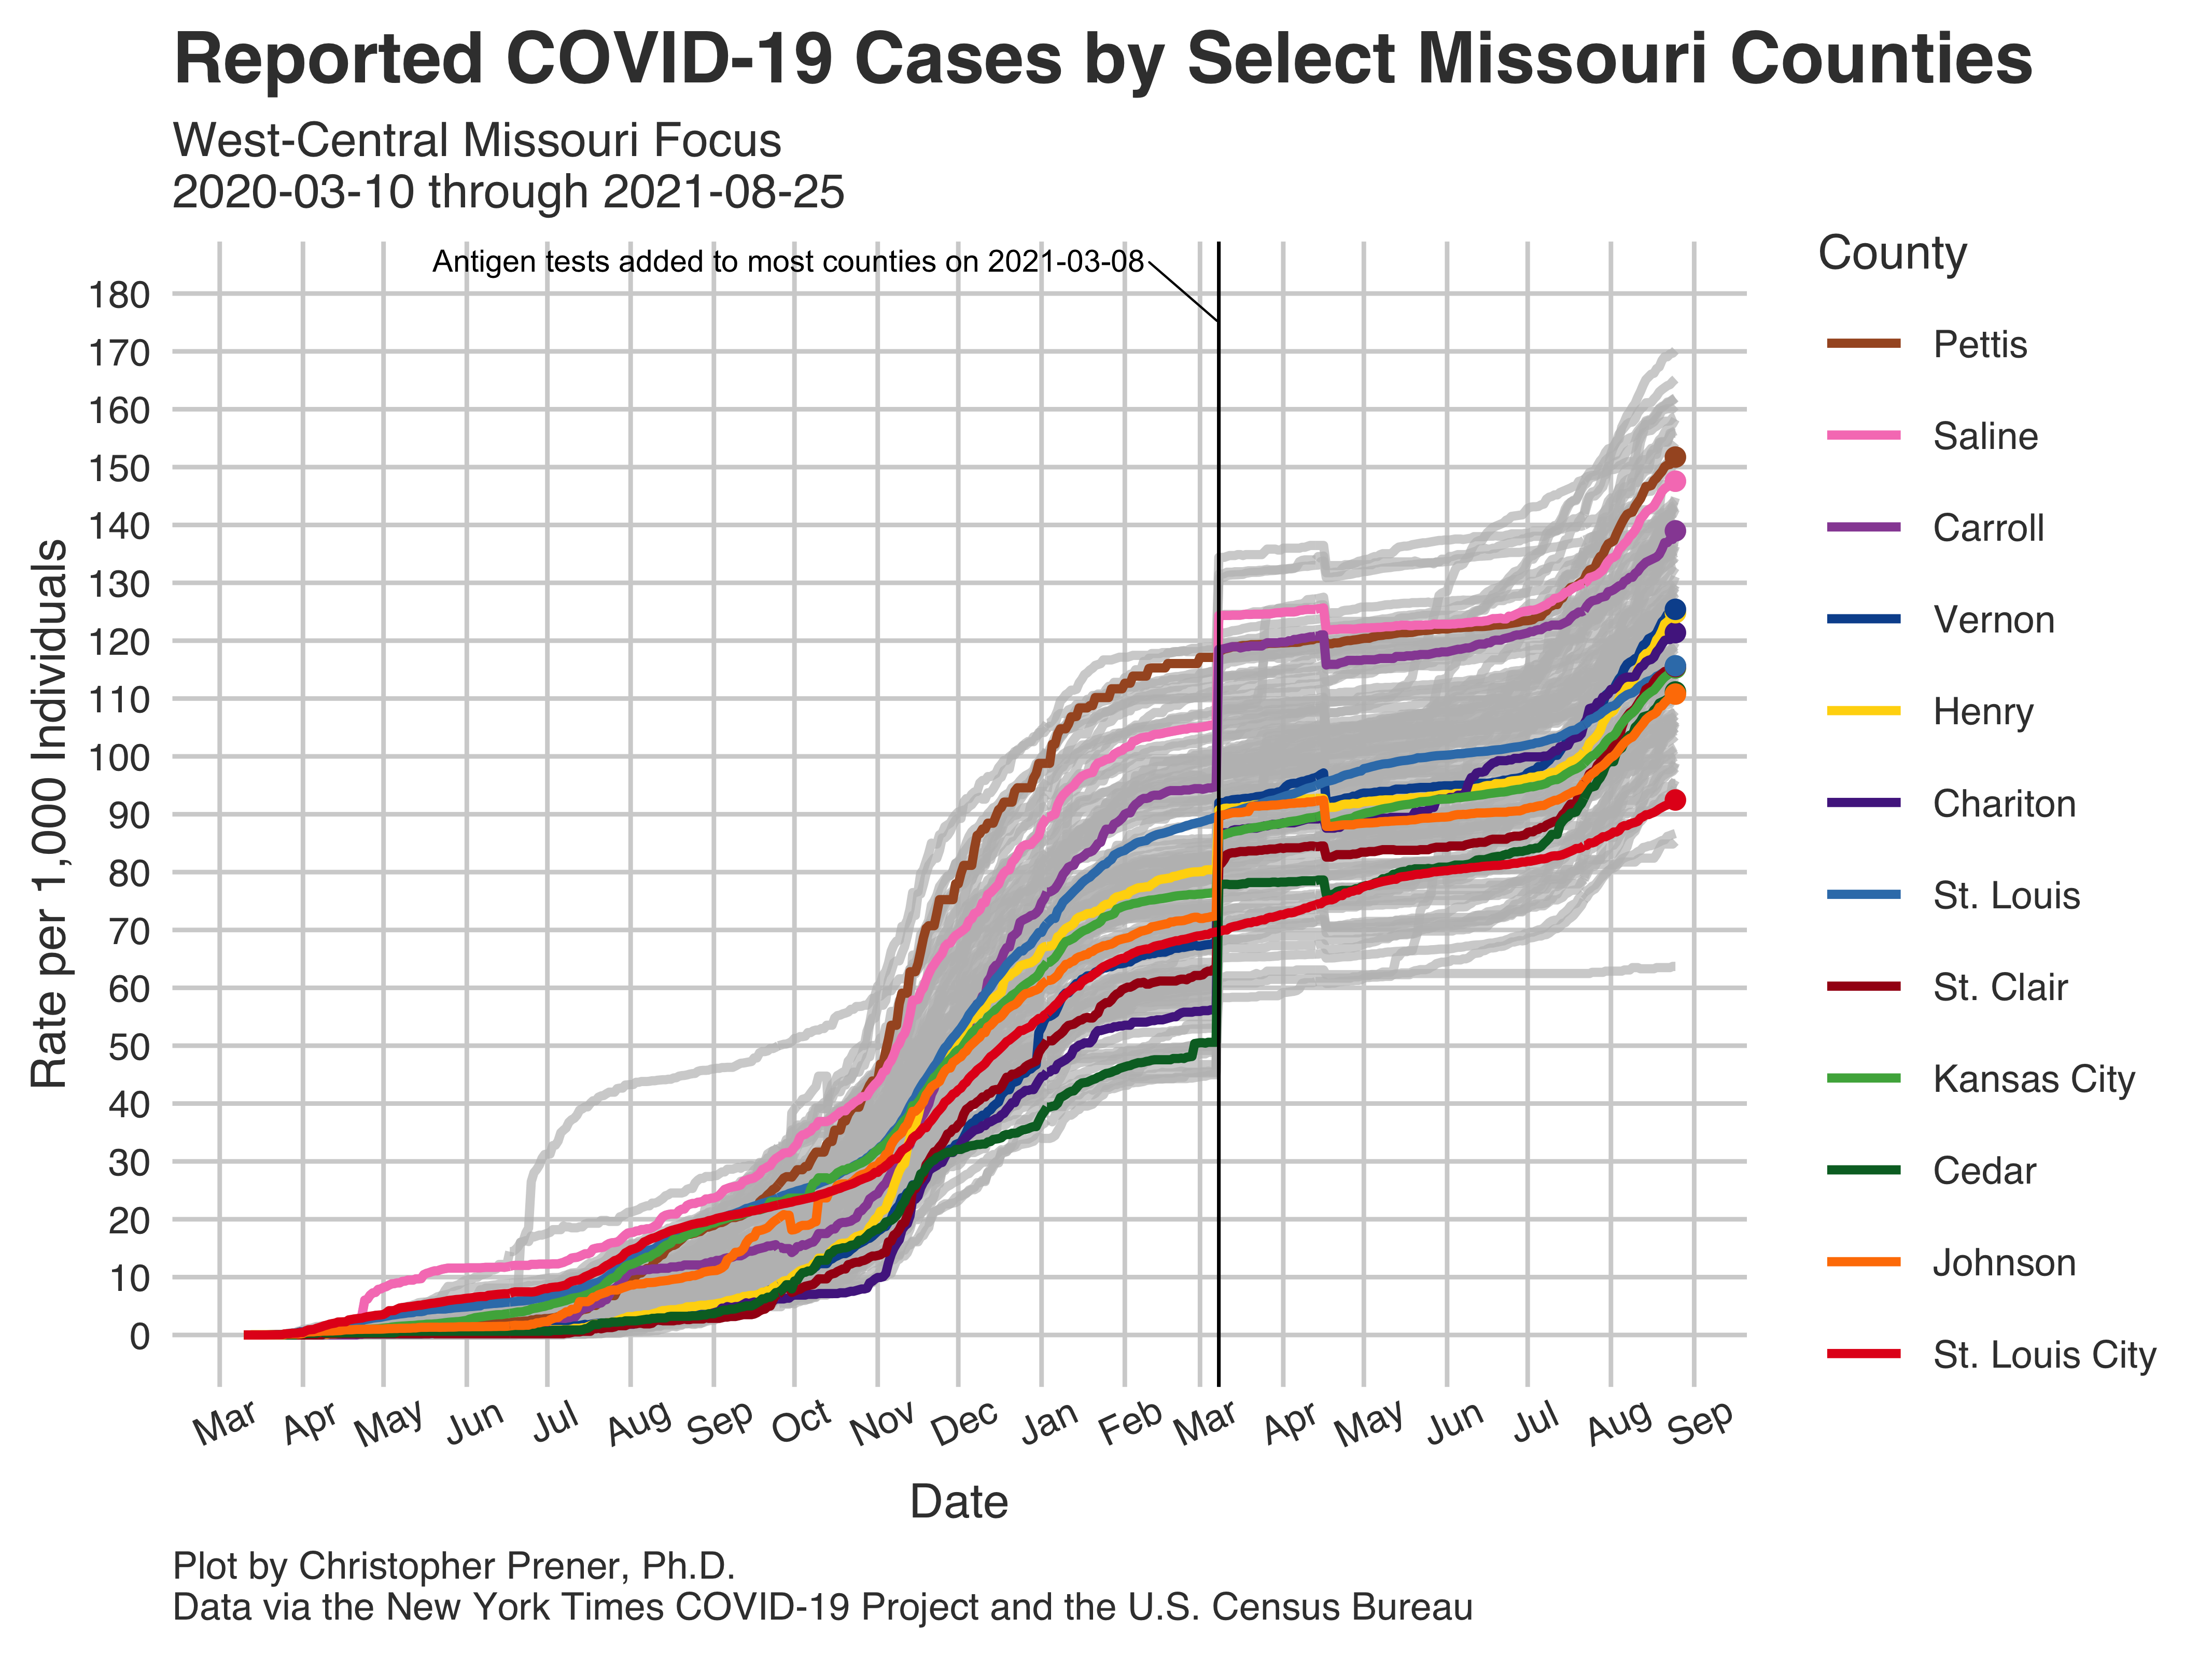 Reported COVID-19 Cases by Select Missouri Counties
West-Central Missouri Focus
2020-03-10 through 2021-08-25
Antigen tests added to most counties on 2021-03-08
Rate per 1,000 Individuals
180
170
160
150
140
130
120
110
100
90
80
70
60
50
40
30
20
10
0
Mar
Apr
May
Jun
Jul
Aug
Sep
Oct
Nov
Dec
Jan
Feb
Mar
Apr
May
Jun
Jul
Aug
Sep
Date
County
Pettis
Saline
Carroll
Vernon
Henry
Chariton
St. Louis
St. Clair
Kansas City
Cedar
Johnson
St. Louis City
Plot by Christopher Prener, Ph.D.
Data via the New York Times COVID-19 Project and the U.S. Census Bureau